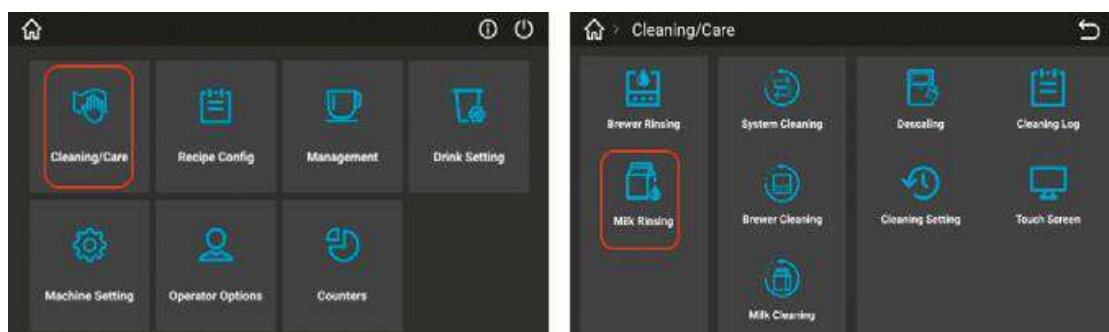 Cleaning/Care
Recipe Config
Management
Drink Setting
Machine Setting
Operator Options
Counters
> Cleaning/Care
Brewer Rinsing
System Cleaning
Descaling
Cleaning Log
Milk Rinsing
Brewer Cleaning
Cleaning Setting
Touch Screen
Milk Cleaning